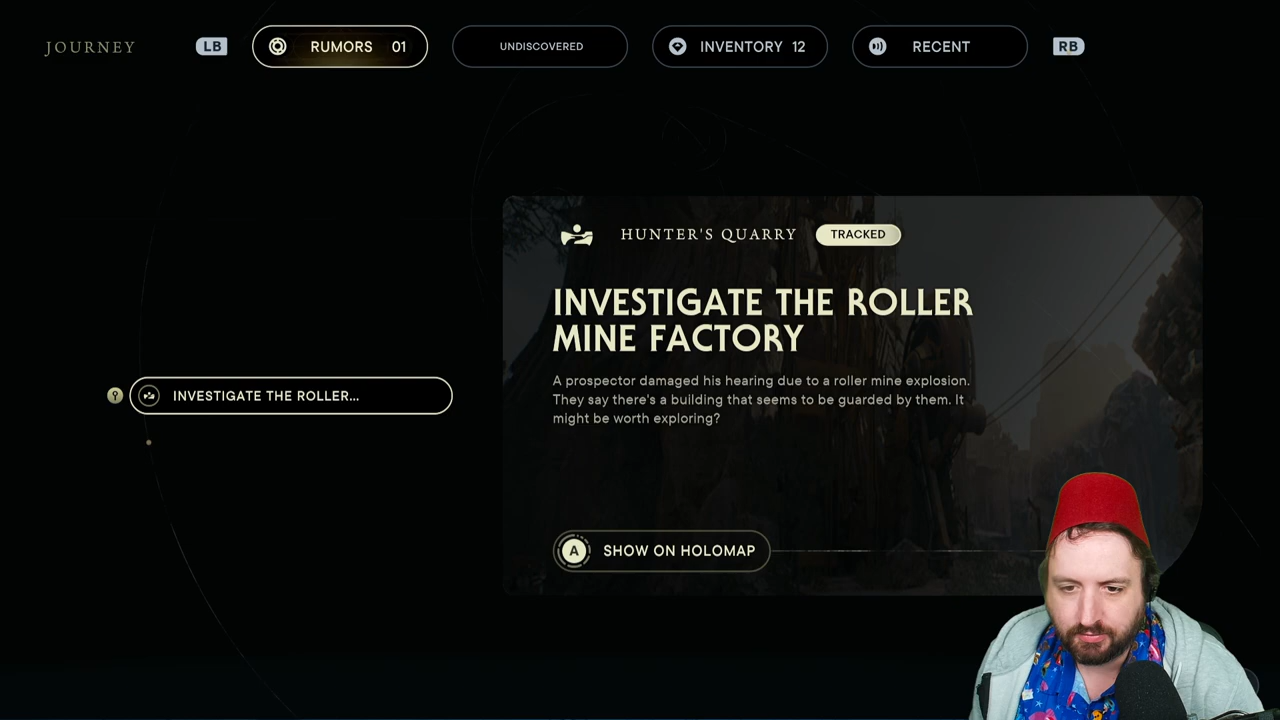 JOURNEY
LB
RUMORS 01
UNDISCOVERED
INVENTORY 12
RECENT
RB
HUNTER'S QUARRY
TRACKED
INVESTIGATE THE ROLLER
MINE FACTORY
A prospector damaged his hearing due to a roller mine explosion.
They say there's a building that seems to be guarded by them. It
might be worth exploring?
INVESTIGATE THE ROLLER...
A SHOW ON HOLOMAP